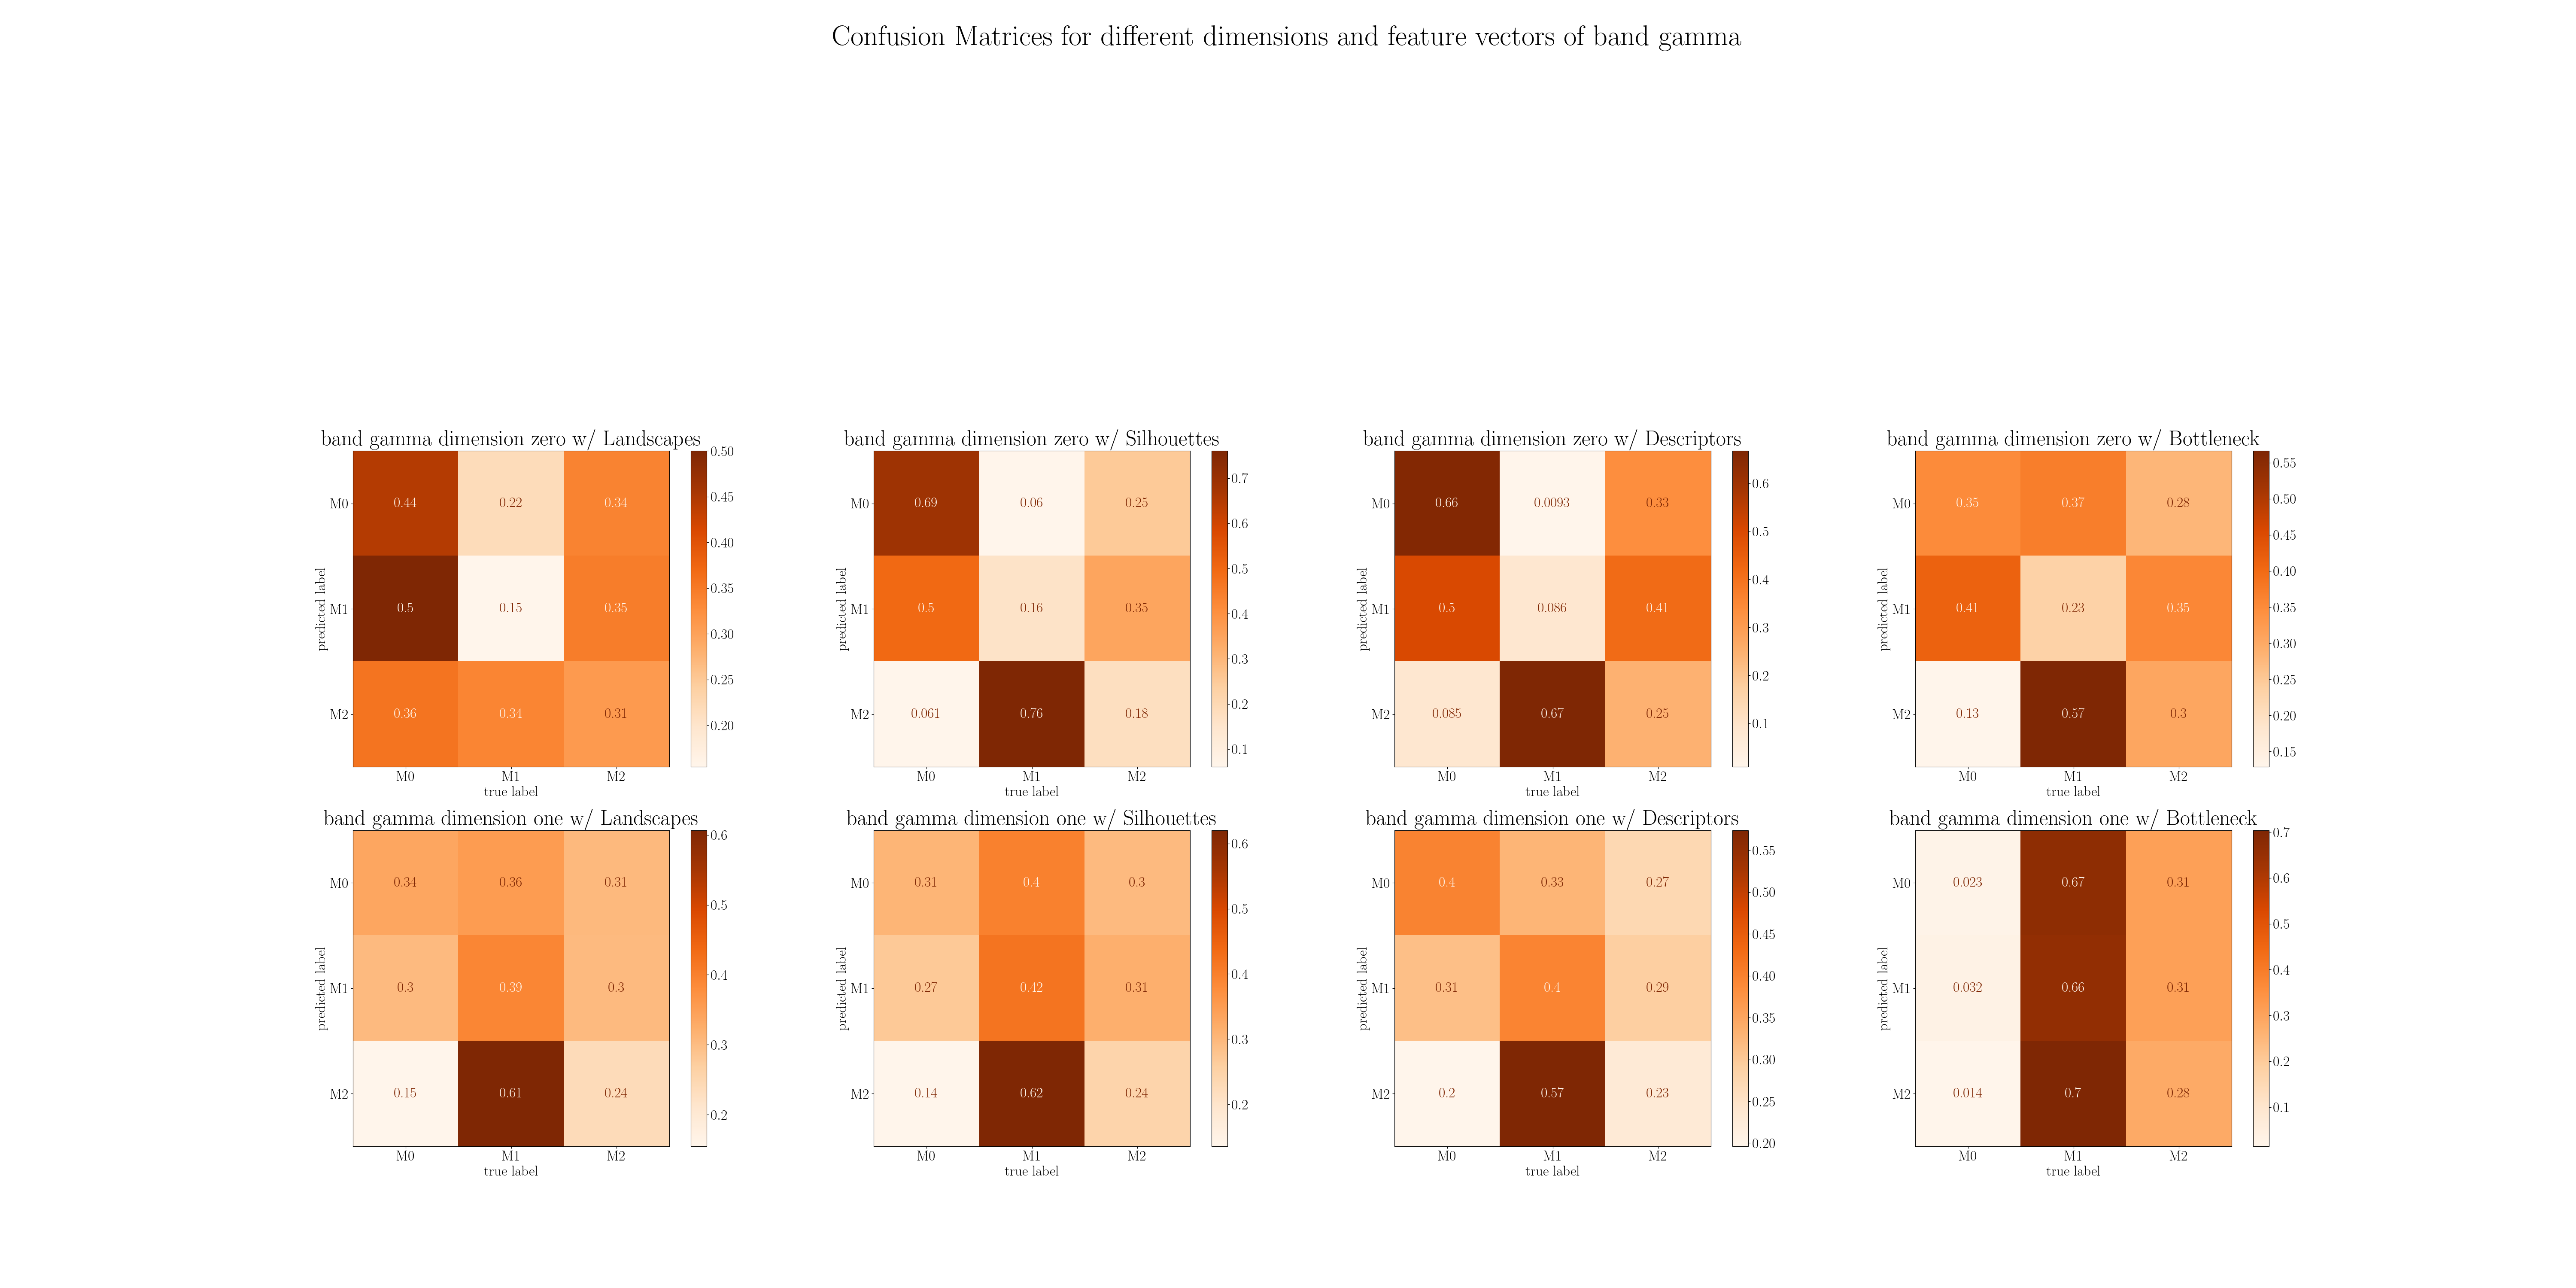 Confusion Matrices for different dimensions and feature vectors of band gamma
band gamma dimension zero w/ Landscapes
M0 0.44 0.22 0.34
M1 0.5 0.15 0.35
M2 0.36 0.34 0.31
M0 M1 M2
true label
predicted label
0.50
0.45
0.40
0.35
0.30
0.25
0.20
band gamma dimension zero w/ Silhouettes
M0 0.69 0.06 0.25
M1 0.5 0.16 0.35
M2 0.061 0.76 0.18
M0 M1 M2
true label
predicted label
0.7
0.6
0.5
0.4
0.3
0.2
0.1
band gamma dimension zero w/ Descriptors
M0 0.66 0.0093 0.33
M1 0.5 0.086 0.41
M2 0.085 0.67 0.25
M0 M1 M2
true label
predicted label
0.6
0.5
0.4
0.3
0.2
0.1
band gamma dimension zero w/ Bottleneck
M0 0.35 0.37 0.28
M1 0.41 0.23 0.35
M2 0.13 0.57 0.3
M0 M1 M2
true label
predicted label
0.55
0.50
0.45
0.40
0.35
0.30
0.25
0.20
0.15
band gamma dimension one w/ Landscapes
M0 0.34 0.36 0.31
M1 0.3 0.39 0.3
M2 0.15 0.61 0.24
M0 M1 M2
true label
predicted label
0.6
0.5
0.4
0.3
0.2
band gamma dimension one w/ Silhouettes
M0 0.31 0.4 0.3
M1 0.27 0.42 0.31
M2 0.14 0.62 0.24
M0 M1 M2
true label
predicted label
0.6
0.5
0.4
0.3
0.2
band gamma dimension one w/ Descriptors
M0 0.4 0.33 0.27
M1 0.31 0.4 0.29
M2 0.2 0.57 0.23
M0 M1 M2
true label
predicted label
0.55
0.50
0.45
0.40
0.35
0.30
0.25
0.20
band gamma dimension one w/ Bottleneck
M0 0.023 0.67 0.31
M1 0.032 0.66 0.31
M2 0.014 0.7 0.28
M0 M1 M2
true label
predicted label
0.7
0.6
0.5
0.4
0.3
0.2
0.1